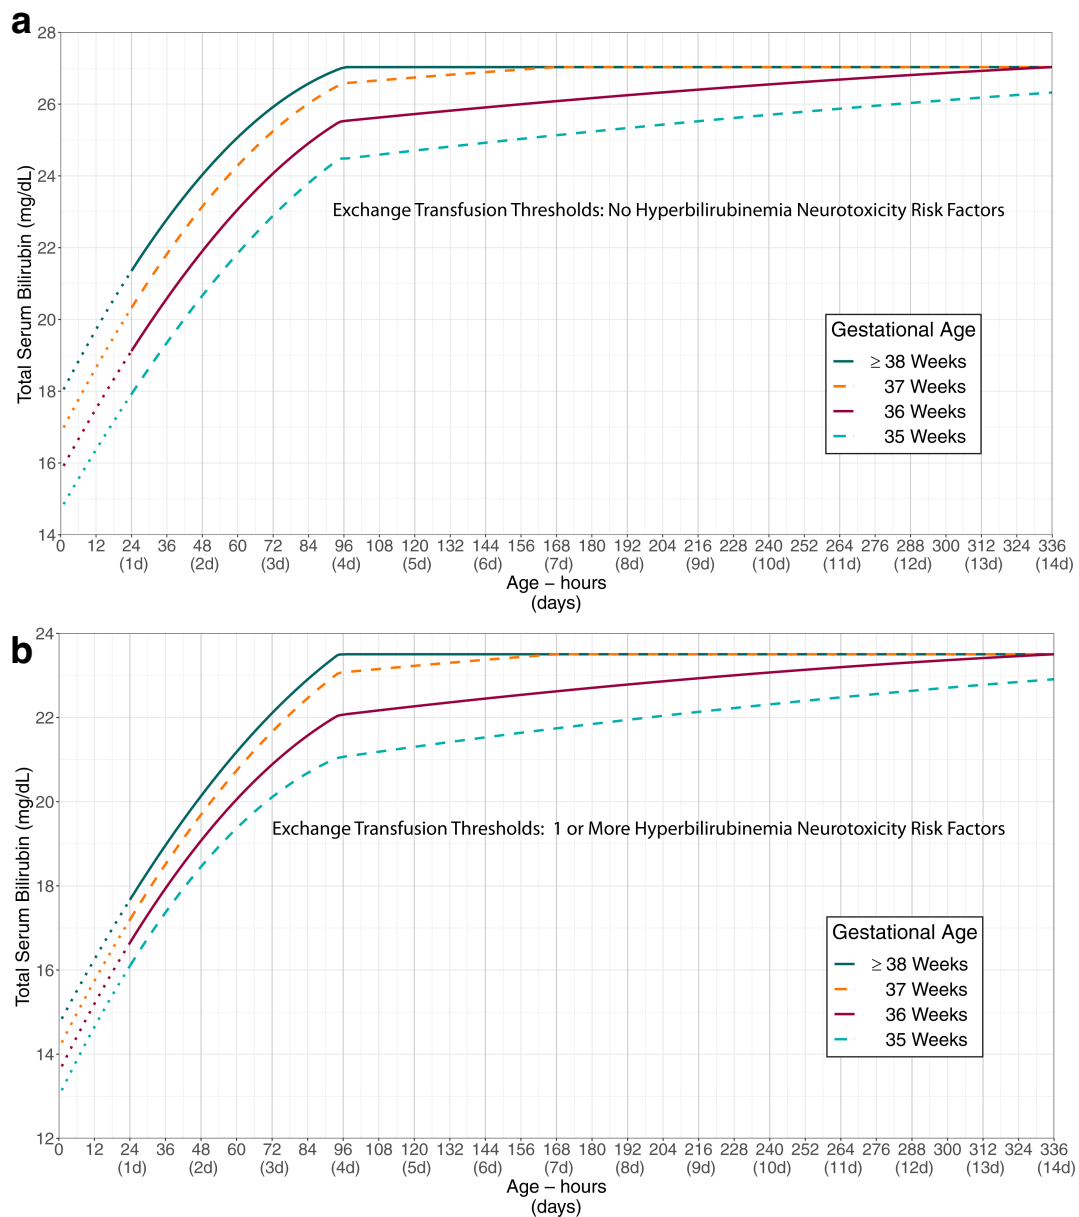 a
28
26
24
22
20
18
16
14
Total Serum Bilirubin (mg/dL)
Exchange Transfusion Thresholds: No Hyperbilirubinemia Neurotoxicity Risk Factors
Gestational Age
≥ 38 Weeks
37 Weeks
36 Weeks
35 Weeks
0 12 24 36 48 60 72 84 96 108 120 132 144 156 168 180 192 204 216 228 240 252 264 276 288 300 312 324 336
(1d) (2d) (3d) (4d) (5d) (6d) (7d) (8d) (9d) (10d) (11d) (12d) (13d) (14d)
Age – hours
(days)
b
24
22
20
18
16
14
12
Total Serum Bilirubin (mg/dL)
Exchange Transfusion Thresholds: 1 or More Hyperbilirubinemia Neurotoxicity Risk Factors
Gestational Age
≥ 38 Weeks
37 Weeks
36 Weeks
35 Weeks
0 12 24 36 48 60 72 84 96 108 120 132 144 156 168 180 192 204 216 228 240 252 264 276 288 300 312 324 336
(1d) (2d) (3d) (4d) (5d) (6d) (7d) (8d) (9d) (10d) (11d) (12d) (13d) (14d)
Age – hours
(days)